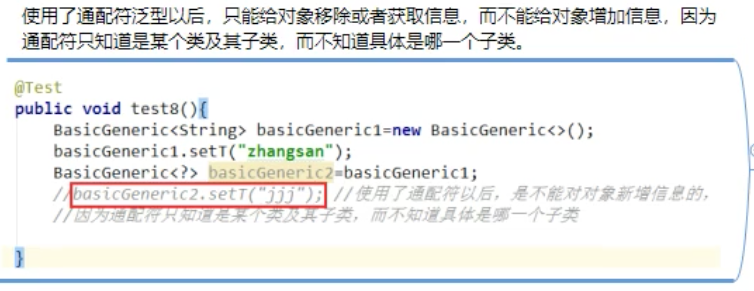 使用了通配符泛型以后，只能给对象移除或者获取信息，而不能给对象增加信息，因为
通配符只知道是某个类及其子类，而不知道具体是哪一个子类。
@Test
public void test8(){
BasicGeneric<String> basicGeneric1=new BasicGeneric<>();
basicGeneric1.setT("zhangsan");
BasicGeneric<?> basicGeneric2=basicGeneric1;
//basicGeneric2.setT("jjj"); //使用了通配符以后，是不能对对象新增信息的，
//因为通配符只知道是某个类及其子类，而不知道具体是哪一个子类
}